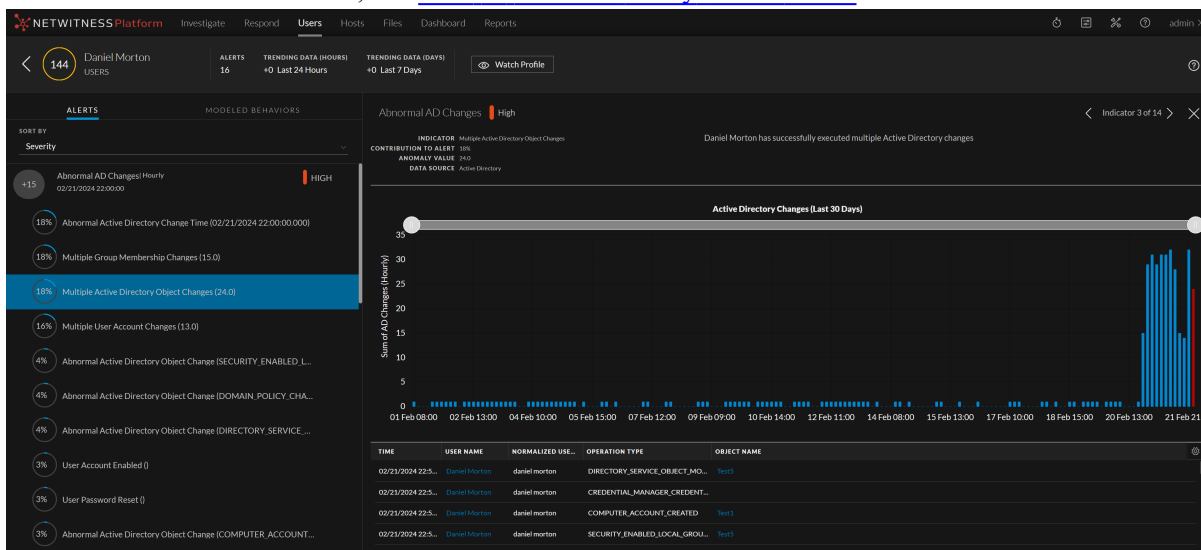 NETWITNESS Platform Investigate Respond Users Hosts Files Dashboard Reports admin
144 Daniel Morton
USERS
ALERTS
16
TRENDING DATA (HOURS)
+0 Last 24 Hours
TRENDING DATA (DAYS)
+0 Last 7 Days
Watch Profile
ALERTS MODELED BEHAVIORS
SORT BY
Severity
+15 Abnormal AD Changes| Hourly HIGH
02/21/2024 22:00:00
18% Abnormal Active Directory Change Time (02/21/2024 22:00:00.000)
18% Multiple Group Membership Changes (15.0)
18% Multiple Active Directory Object Changes (24.0)
16% Multiple User Account Changes (13.0)
4% Abnormal Active Directory Object Change (SECURITY_ENABLED_L...
4% Abnormal Active Directory Object Change (DOMAIN_POLICY_CHA...
4% Abnormal Active Directory Object Change (DIRECTORY_SERVICE_...
3% User Account Enabled ()
3% User Password Reset ()
3% Abnormal Active Directory Object Change (COMPUTER_ACCOUNT...
Abnormal AD Changes High Indicator 3 of 14
INDICATOR Multiple Active Directory Object Changes
CONTRIBUTION TO ALERT 18%
ANOMALY VALUE 24.0
DATA SOURCE Active Directory
Daniel Morton has successfully executed multiple Active Directory changes
Active Directory Changes (Last 30 Days)
Sum of AD Changes (Hourly)
35
30
25
20
15
10
5
0
01 Feb 08:00 02 Feb 13:00 04 Feb 10:00 05 Feb 15:00 07 Feb 12:00 09 Feb 09:00 10 Feb 14:00 12 Feb 11:00 14 Feb 08:00 15 Feb 13:00 17 Feb 10:00 18 Feb 15:00 20 Feb 13:00 21 Feb 21
TIME USER NAME NORMALIZED USE... OPERATION TYPE OBJECT NAME
02/21/2024 22:5... Daniel Morton daniel morton DIRECTORY_SERVICE_OBJECT_MO... Test5
02/21/2024 22:5... Daniel Morton daniel morton CREDENTIAL_MANAGER_CREDENT...
02/21/2024 22:5... Daniel Morton daniel morton COMPUTER_ACCOUNT_CREATED Test1
02/21/2024 22:5... Daniel Morton daniel morton SECURITY_ENABLED_LOCAL_GROU... Test5